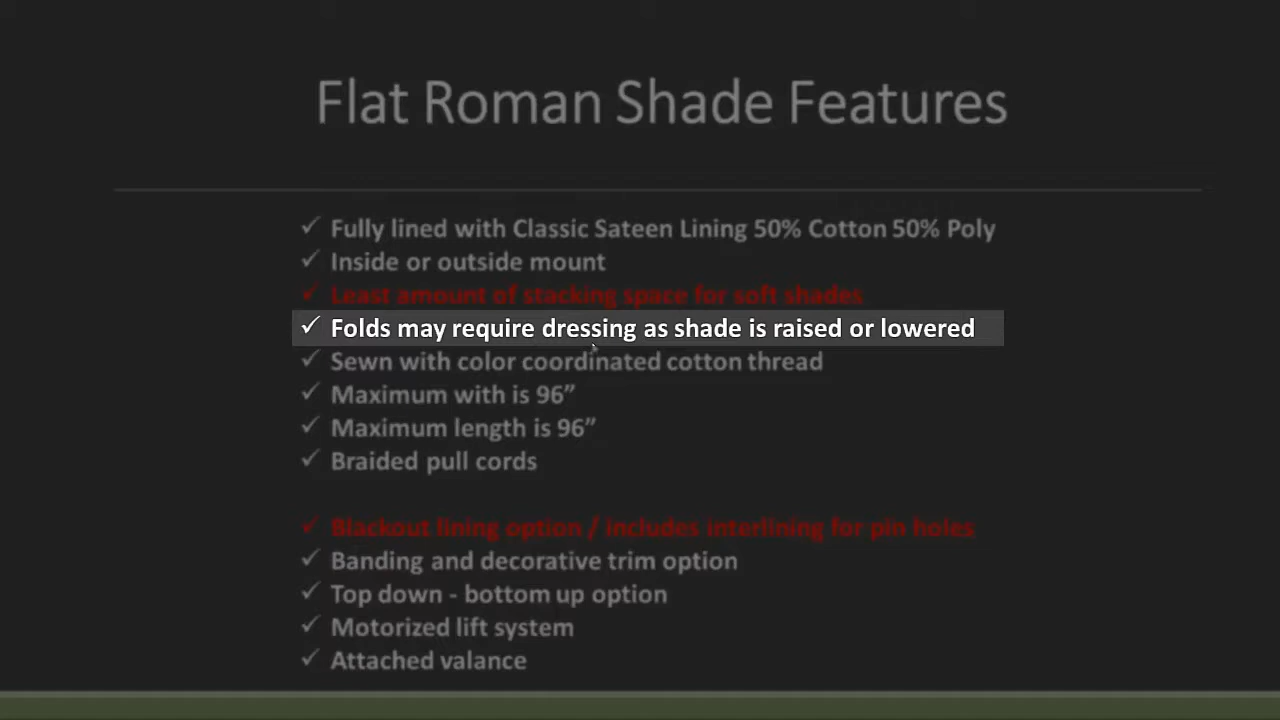 Flat Roman Shade Features
✓ Fully lined with Classic Sateen Lining 50% Cotton 50% Poly
✓ Inside or outside mount
✓ Least amount of stacking space for soft shades
✓ Folds may require dressing as shade is raised or lowered
✓ Sewn with color coordinated cotton thread
✓ Maximum with is 96”
✓ Maximum length is 96”
✓ Braided pull cords
✓ Blackout lining option / Includes interlining for pin holes
✓ Banding and decorative trim option
✓ Top down - bottom up option
✓ Motorized lift system
✓ Attached valance